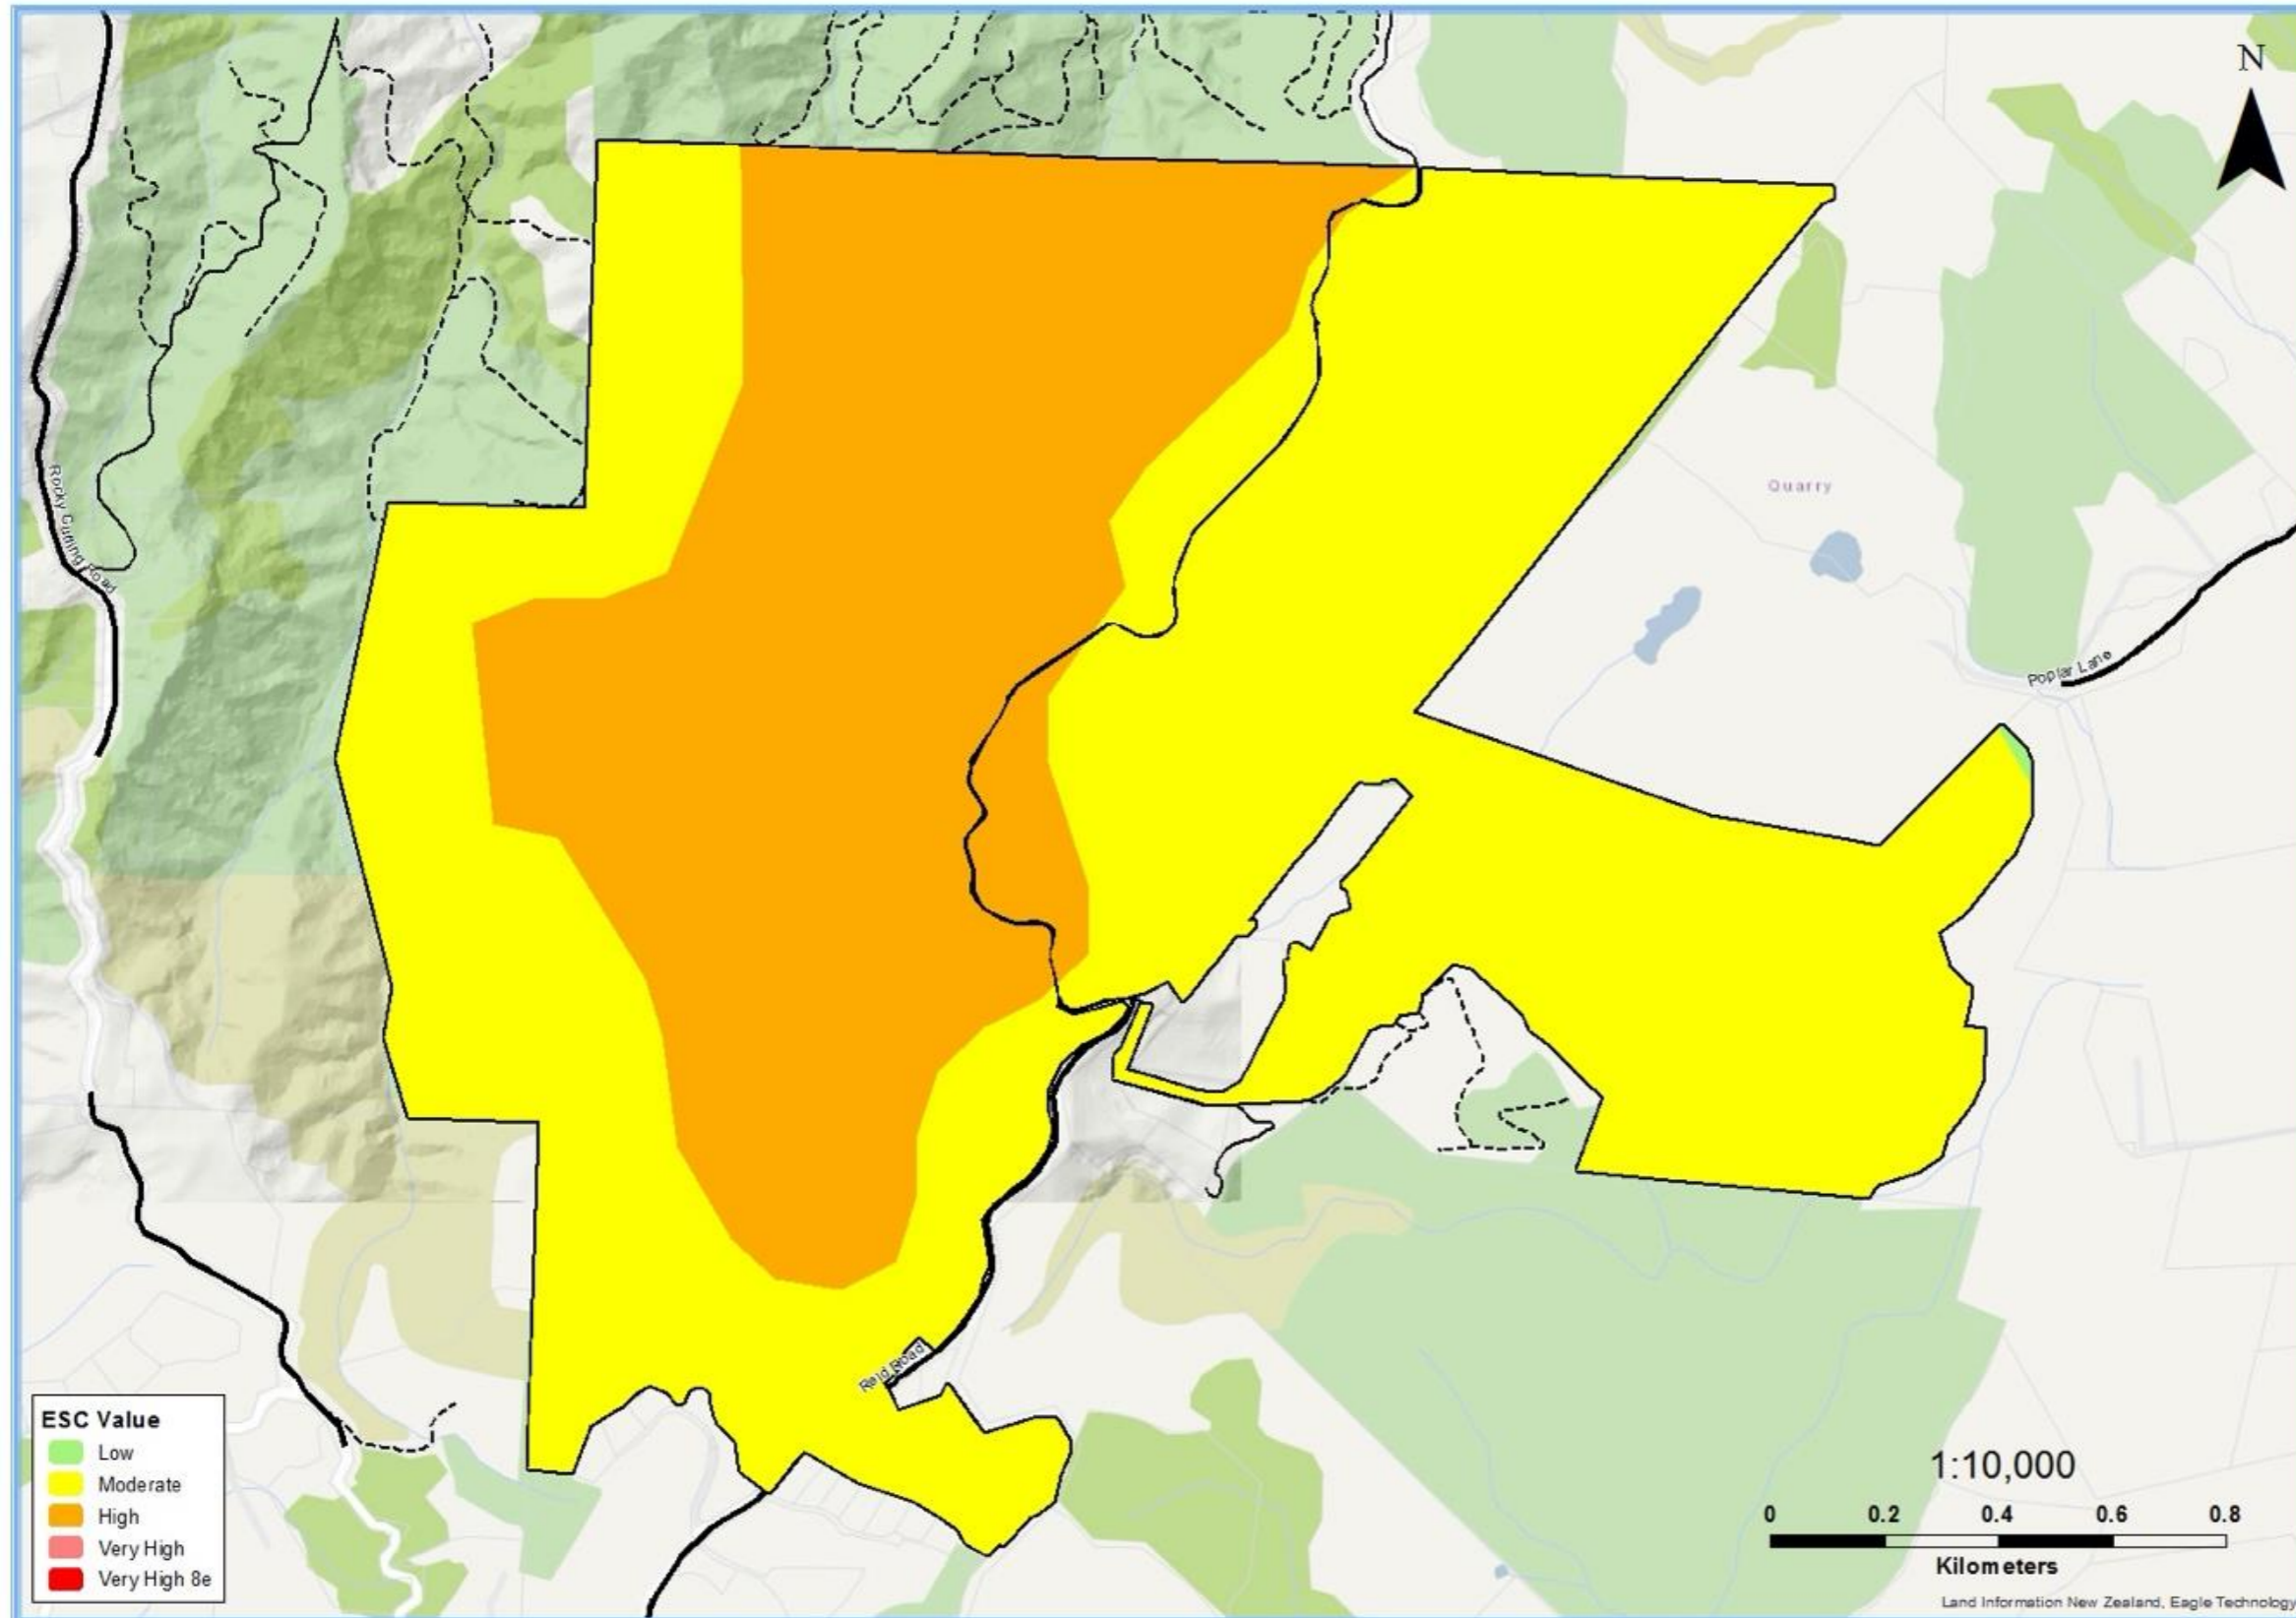 N
Rocky Cutting Road
Quarry
Poplar Lane
Reid Road
ESC Value
Low
Moderate
High
Very High
Very High 8e
1:10,000
0 0.2 0.4 0.6 0.8
Kilometers
Land Information New Zealand, Eagle Technology